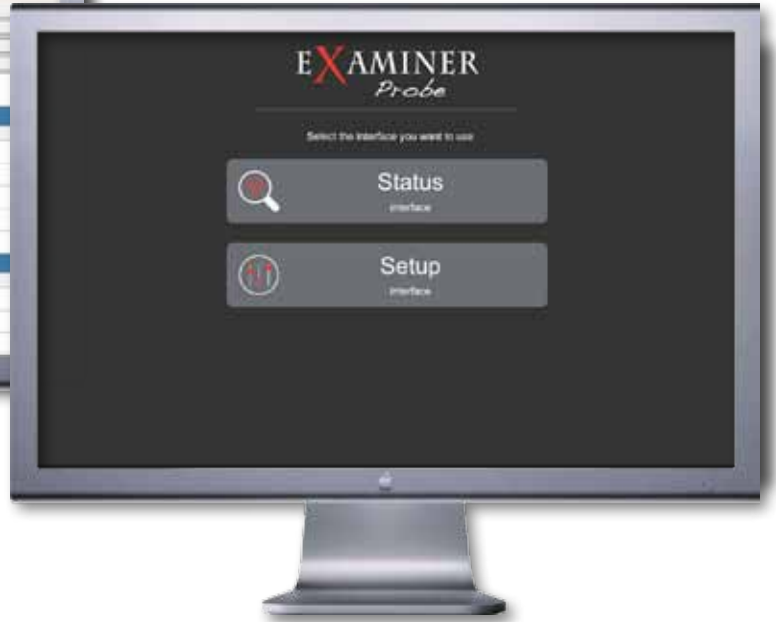 EXAMINER
Probe
Select the interface you want to use
Status
interface
Setup
interface